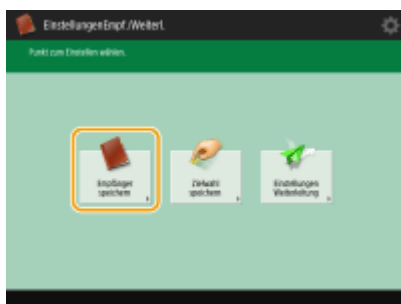 EinstellungenEmpf./Weiterl.
Punkt zum Einstellen wählen.
Empfänger
speichern
Zielwahl
speichern
Einstellungen
Weiterleitung